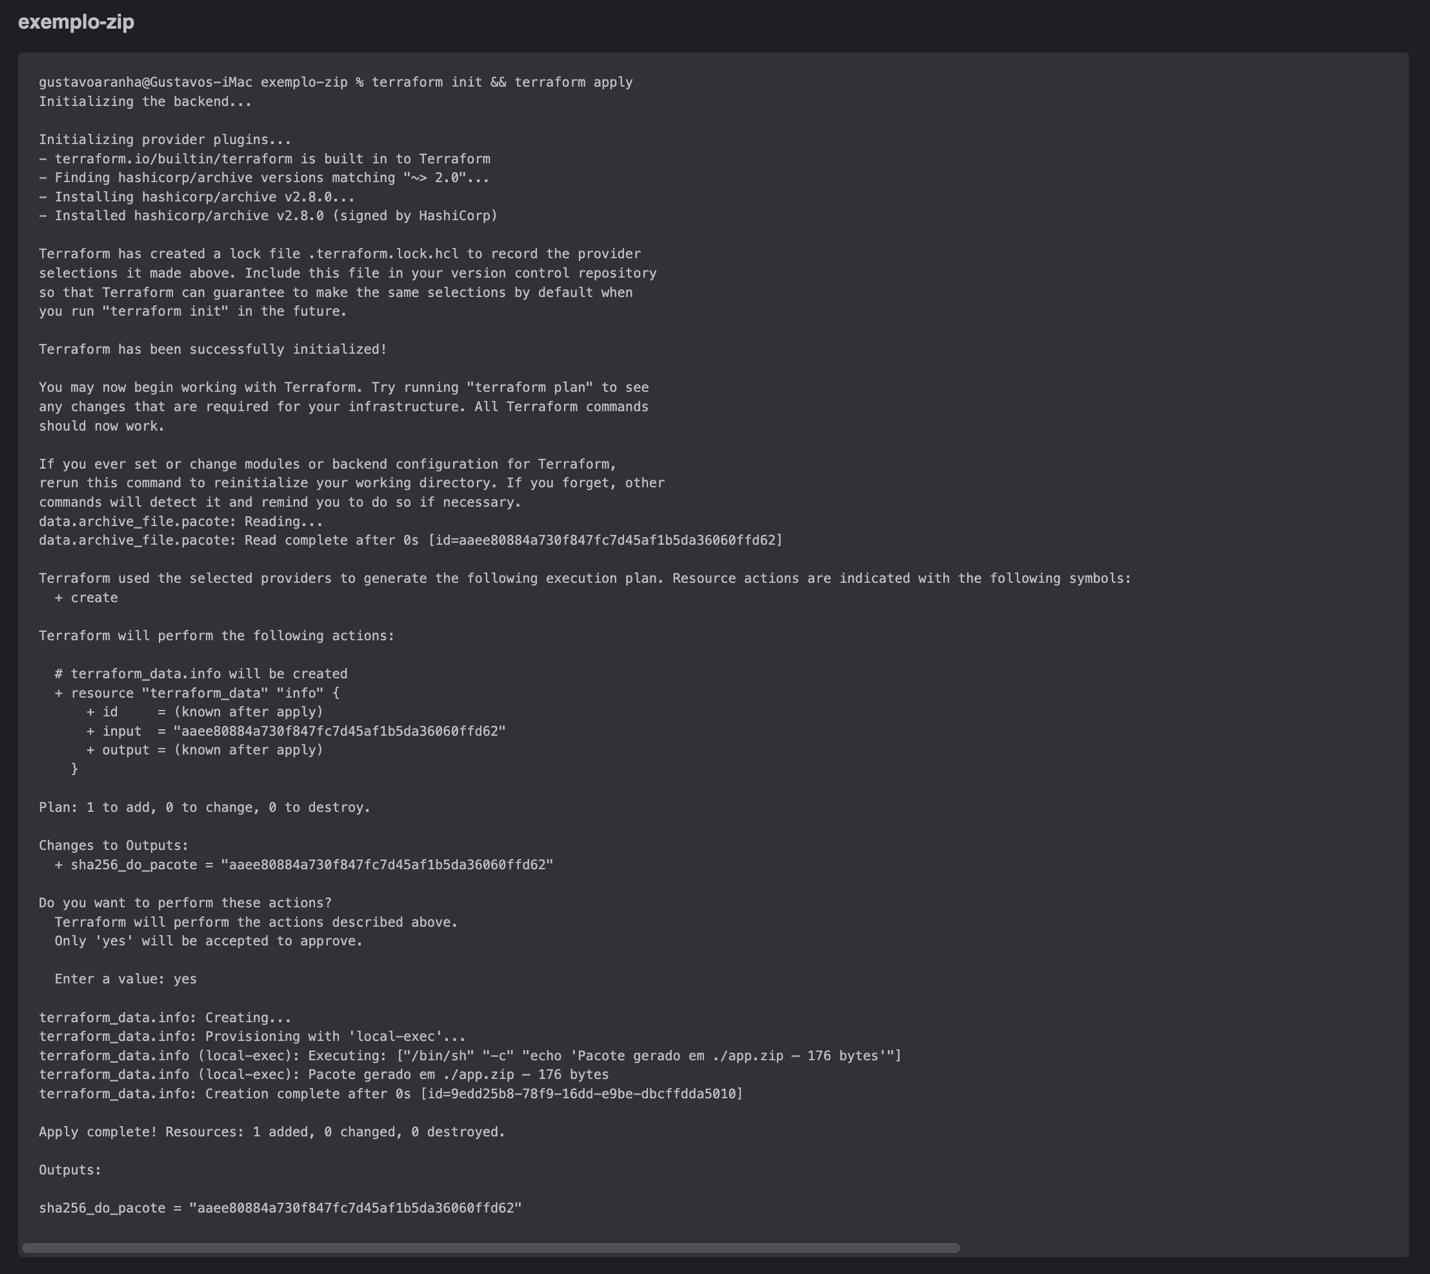 exemplo-zip
gustavoaranha@Gustavos-iMac exemplo-zip % terraform init && terraform apply
Initializing the backend...
Initializing provider plugins...
- terraform.io/builtin/terraform is built in to Terraform
- Finding hashicorp/archive versions matching "~> 2.0"...
- Installing hashicorp/archive v2.8.0...
- Installed hashicorp/archive v2.8.0 (signed by HashiCorp)
Terraform has created a lock file .terraform.lock.hcl to record the provider
selections it made above. Include this file in your version control repository
so that Terraform can guarantee to make the same selections by default when
you run "terraform init" in the future.
Terraform has been successfully initialized!
You may now begin working with Terraform. Try running "terraform plan" to see
any changes that are required for your infrastructure. All Terraform commands
should now work.
If you ever set or change modules or backend configuration for Terraform,
rerun this command to reinitialize your working directory. If you forget, other
commands will detect it and remind you to do so if necessary.
data.archive_file.pacote: Reading...
data.archive_file.pacote: Read complete after 0s [id=aaee80884a730f847fc7d45af1b5da36060ffd62]
Terraform used the selected providers to generate the following execution plan. Resource actions are indicated with the following symbols:
  + create
Terraform will perform the following actions:
  # terraform_data.info will be created
  + resource "terraform_data" "info" {
      + id     = (known after apply)
      + input  = "aaee80884a730f847fc7d45af1b5da36060ffd62"
      + output = (known after apply)
    }
Plan: 1 to add, 0 to change, 0 to destroy.
Changes to Outputs:
  + sha256_do_pacote = "aaee80884a730f847fc7d45af1b5da36060ffd62"
Do you want to perform these actions?
  Terraform will perform the actions described above.
  Only 'yes' will be accepted to approve.
  Enter a value: yes
terraform_data.info: Creating...
terraform_data.info: Provisioning with 'local-exec'...
terraform_data.info (local-exec): Executing: ["/bin/sh" "-c" "echo 'Pacote gerado em ./app.zip — 176 bytes'"]
terraform_data.info (local-exec): Pacote gerado em ./app.zip — 176 bytes
terraform_data.info: Creation complete after 0s [id=9edd25b8-78f9-16dd-e9be-dbcffdda5010]
Apply complete! Resources: 1 added, 0 changed, 0 destroyed.
Outputs:
sha256_do_pacote = "aaee80884a730f847fc7d45af1b5da36060ffd62"